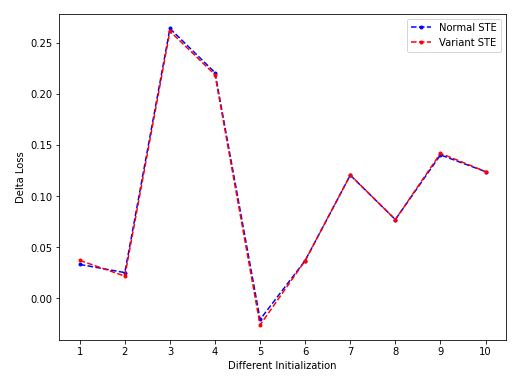 Normal STE
Variant STE
0.25
0.20
0.15
0.10
0.05
0.00
Delta Loss
1 2 3 4 5 6 7 8 9 10
Different Initialization